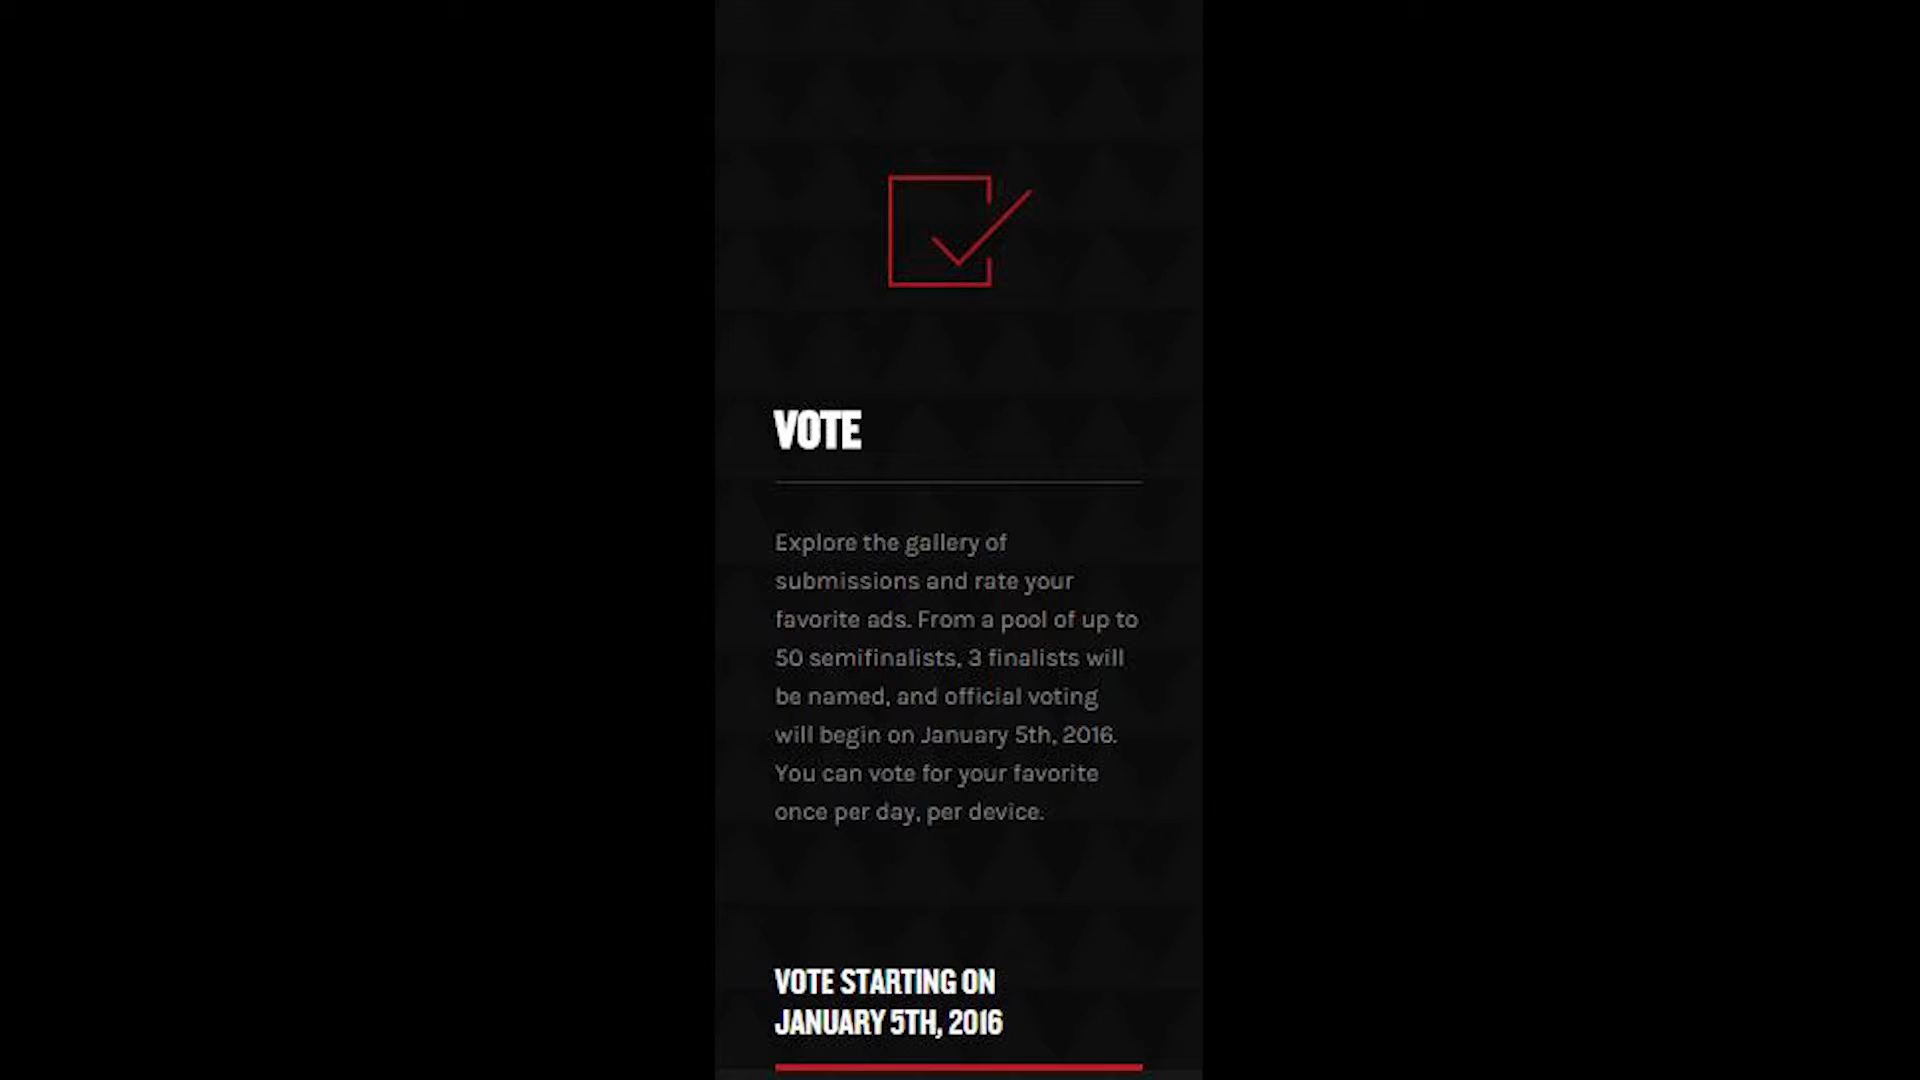 VOTE
Explore the gallery of
submissions and rate your
favorite ads. From a pool of up to
50 semifinalists, 3 finalists will
be named, and official voting
will begin on January 5th, 2016.
You can vote for your favorite
once per day, per device.
VOTE STARTING ON
JANUARY 5TH, 2016